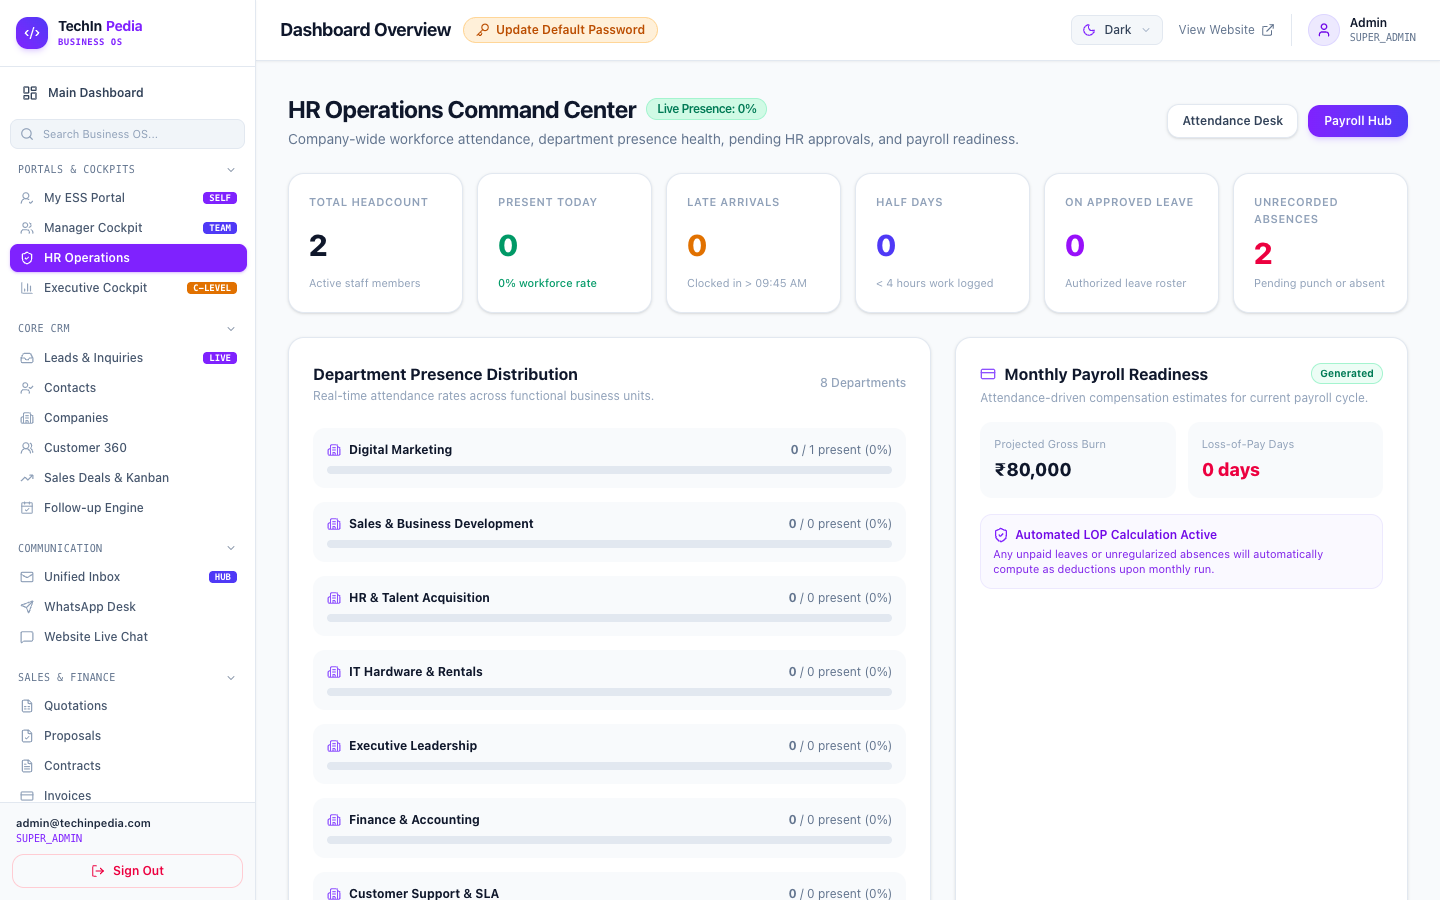 TechIn Pedia
BUSINESS OS
Main Dashboard
Search Business OS...
PORTALS & COCKPITS
My ESS Portal
SELF
Manager Cockpit
TEAM
HR Operations
Executive Cockpit
C-LEVEL
CORE CRM
Leads & Inquiries
LIVE
Contacts
Companies
Customer 360
Sales Deals & Kanban
Follow-up Engine
COMMUNICATION
Unified Inbox
HUB
WhatsApp Desk
Website Live Chat
SALES & FINANCE
Quotations
Proposals
Contracts
Invoices
admin@techinpedia.com
SUPER_ADMIN
Sign Out
Dashboard Overview
Update Default Password
Dark
View Website
Admin
SUPER_ADMIN
HR Operations Command Center
Live Presence: 0%
Company-wide workforce attendance, department presence health, pending HR approvals, and payroll readiness.
Attendance Desk
Payroll Hub
TOTAL HEADCOUNT
2
Active staff members
PRESENT TODAY
0
0% workforce rate
LATE ARRIVALS
0
Clocked in > 09:45 AM
HALF DAYS
0
< 4 hours work logged
ON APPROVED LEAVE
0
Authorized leave roster
UNRECORDED
ABSENCES
2
Pending punch or absent
Department Presence Distribution
Real-time attendance rates across functional business units.
8 Departments
Digital Marketing
0 / 1 present (0%)
Sales & Business Development
0 / 0 present (0%)
HR & Talent Acquisition
0 / 0 present (0%)
IT Hardware & Rentals
0 / 0 present (0%)
Executive Leadership
0 / 0 present (0%)
Finance & Accounting
0 / 0 present (0%)
Customer Support & SLA
0 / 0 present (0%)
Monthly Payroll Readiness
Generated
Attendance-driven compensation estimates for current payroll cycle.
Projected Gross Burn
₹80,000
Loss-of-Pay Days
0 days
Automated LOP Calculation Active
Any unpaid leaves or unregularized absences will automatically
compute as deductions upon monthly run.